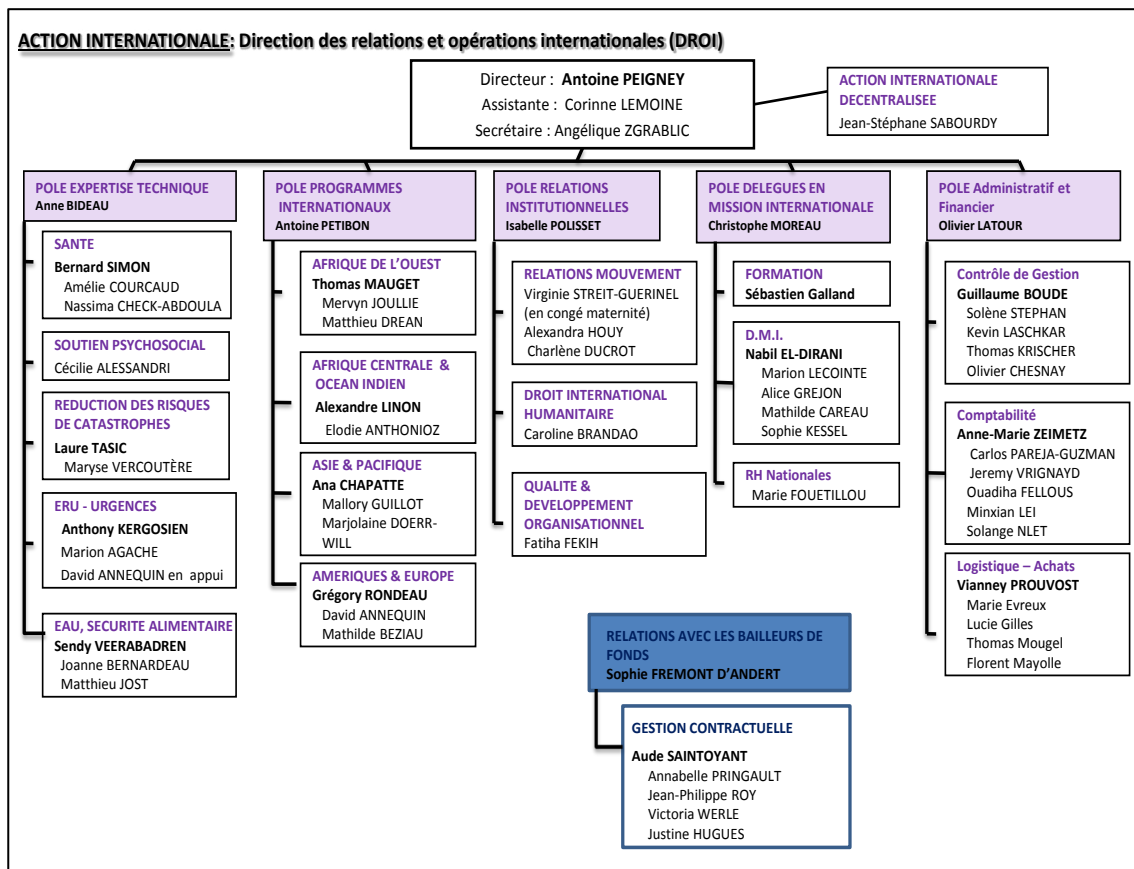 ACTION INTERNATIONALE: Direction des relations et opérations internationales (DROI)
Directeur : Antoine PEIGNEY
Assistante : Corinne LEMOINE
Secrétaire : Angélique ZGRABLIC
ACTION INTERNATIONALE
DECENTRALISEE
Jean-Stéphane SABOURDY
POLE EXPERTISE TECHNIQUE
Anne BIDEAU
SANTE
Bernard SIMON
Amélie COURCAUD
Nassima CHECK-ABDOULA
SOUTIEN PSYCHOSOCIAL
Cécilie ALESSANDRI
REDUCTION DES RISQUES
DE CATASTROPHES
Laure TASIC
Maryse VERCOUTÈRE
ERU - URGENCES
Anthony KERGOSIEN
Marion AGACHE
David ANNEQUIN en appui
EAU, SECURITE ALIMENTAIRE
Sendy VEERABADREN
Joanne BERNARDEAU
Matthieu JOST
POLE PROGRAMMES
INTERNATIONAUX
Antoine PETIBON
AFRIQUE DE L'OUEST
Thomas MAUGET
Mervyn JOULLIE
Matthieu DREAN
AFRIQUE CENTRALE &
OCEAN INDIEN
Alexandre LINON
Elodie ANTHONIOZ
ASIE & PACIFIQUE
Ana CHAPATTE
Mallory GUILLOT
Marjolaine DOERR-
WILL
AMERIQUES & EUROPE
Grégory RONDEAU
David ANNEQUIN
Mathilde BEZIAU
POLE RELATIONS
INSTITUTIONNELLES
Isabelle POLISSET
RELATIONS MOUVEMENT
Virginie STREIT-GUERINEL
(en congé maternité)
Alexandra HOUY
Charlène DUCROT
DROIT INTERNATIONAL
HUMANITAIRE
Caroline BRANDAO
QUALITE &
DEVELOPPEMENT
ORGANISATIONNEL
Fatiha FEKIH
POLE DELEGUES EN
MISSION INTERNATIONALE
Christophe MOREAU
FORMATION
Sébastien Galland
D.M.I.
Nabil EL-DIRANI
Marion LECOINTE
Alice GREJON
Mathilde CAREAU
Sophie KESSEL
RH Nationales
Marie FOUETILLOU
POLE Administratif et
Financier
Olivier LATOUR
Contrôle de Gestion
Guillaume BOUDE
Solène STEPHAN
Kevin LASCHKAR
Thomas KRISCHER
Olivier CHESNAY
Comptabilité
Anne-Marie ZEIMETZ
Carlos PAREJA-GUZMAN
Jeremy VRIGNAYD
Ouadiha FELLOUS
Minxian LEI
Solange NLET
Logistique – Achats
Vianney PROUVOST
Marie Evreux
Lucie Gilles
Thomas Mougel
Florent Mayolle
RELATIONS AVEC LES BAILLEURS DE
FONDS
Sophie FREMONT D'ANDERT
GESTION CONTRACTUELLE
Aude SAINTOYANT
Annabelle PRINGAULT
Jean-Philippe ROY
Victoria WERLE
Justine HUGUES